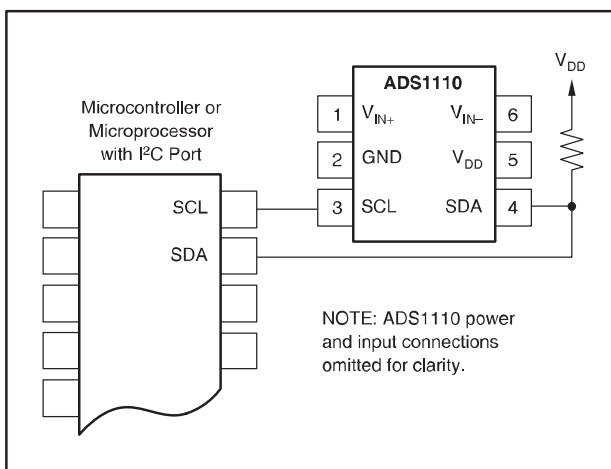 V_DD
ADS1110
Microcontroller or
Microprocessor
with I²C Port
1 V_IN+ V_IN– 6
2 GND V_DD 5
3 SCL SDA 4
SCL
SDA
NOTE: ADS1110 power
and input connections
omitted for clarity.